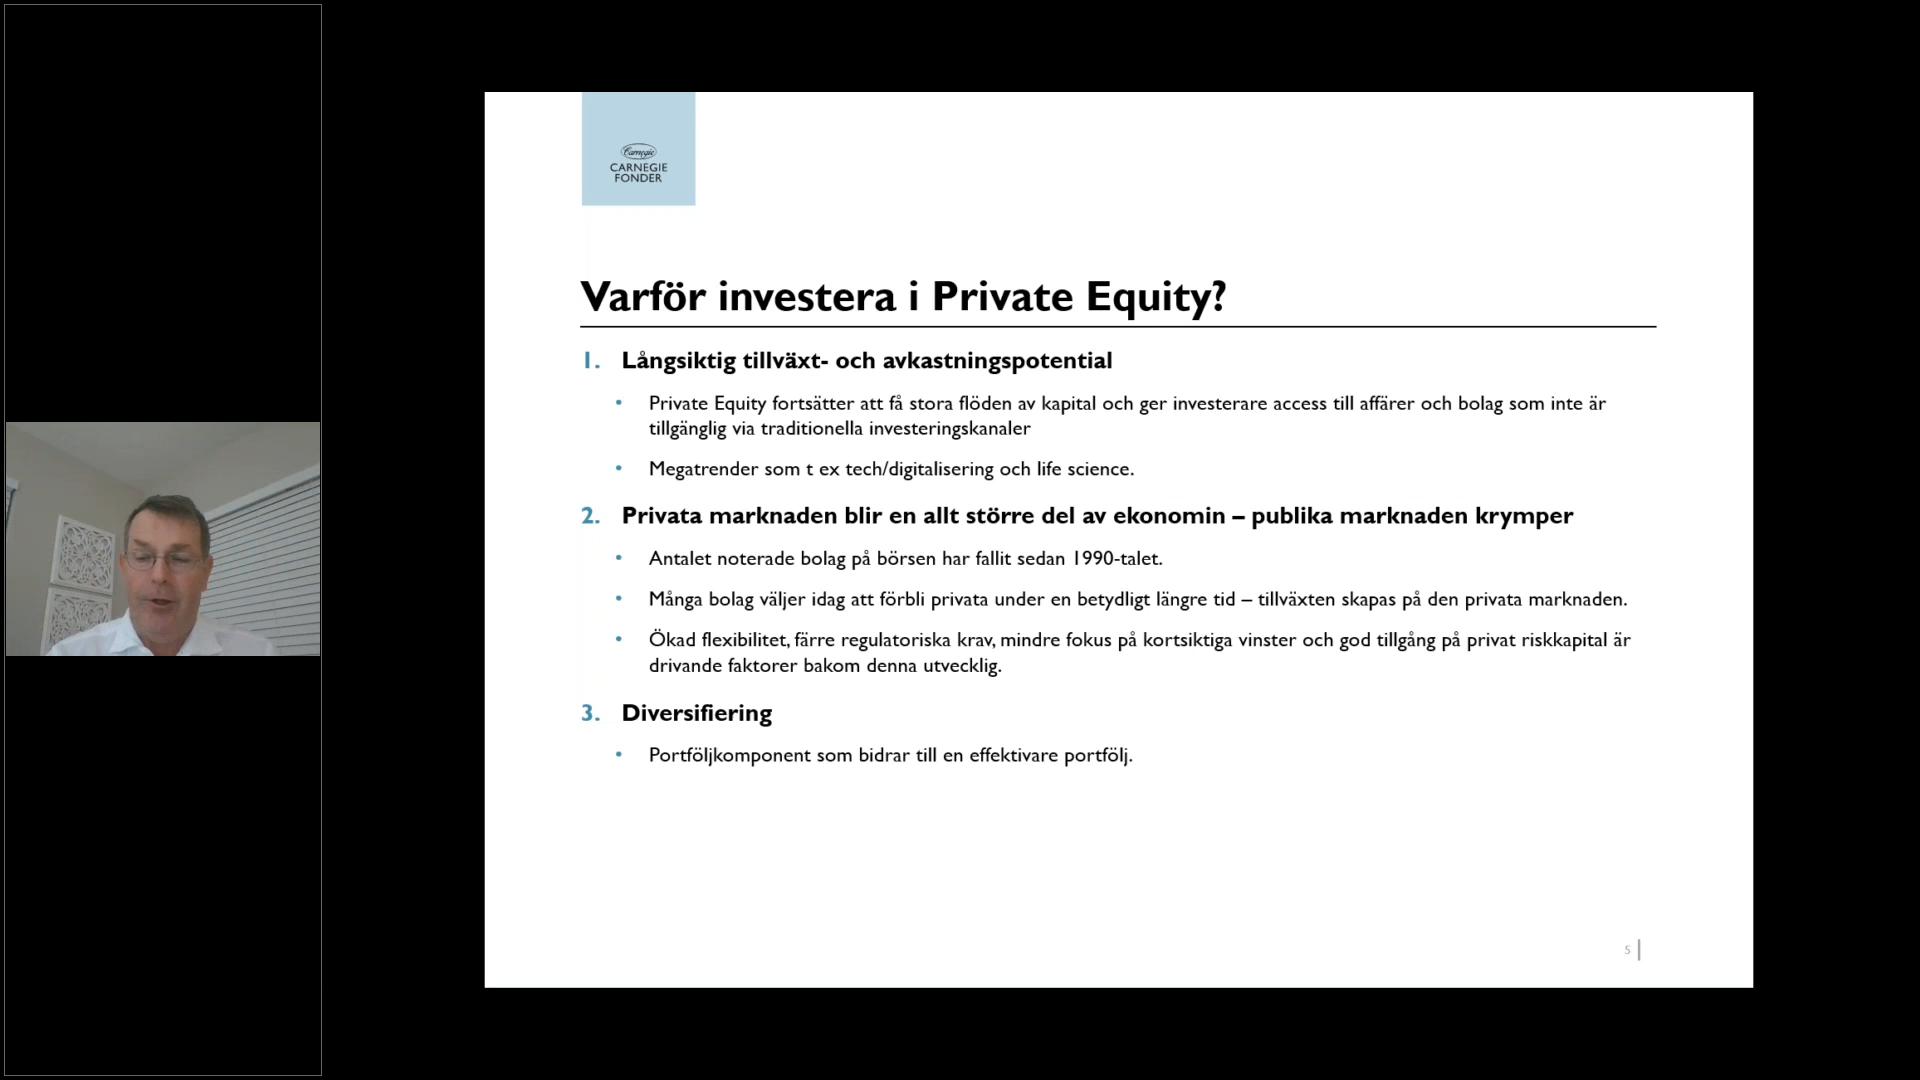 Carnegie
CARNEGIE
FONDER
Varför investera i Private Equity?
1. Långsiktig tillväxt- och avkastningspotential
• Private Equity fortsätter att få stora flöden av kapital och ger investerare access till affärer och bolag som inte är
tillgänglig via traditionella investeringskanaler
• Megatrender som t ex tech/digitalisering och life science.
2. Privata marknaden blir en allt större del av ekonomin – publika marknaden krymper
• Antalet noterade bolag på börsen har fallit sedan 1990-talet.
• Många bolag väljer idag att förbli privata under en betydligt längre tid – tillväxten skapas på den privata marknaden.
• Ökad flexibilitet, färre regulatoriska krav, mindre fokus på kortsiktiga vinster och god tillgång på privat riskkapital är
drivande faktorer bakom denna utvecklig.
3. Diversifiering
• Portföljkomponent som bidrar till en effektivare portfölj.
5